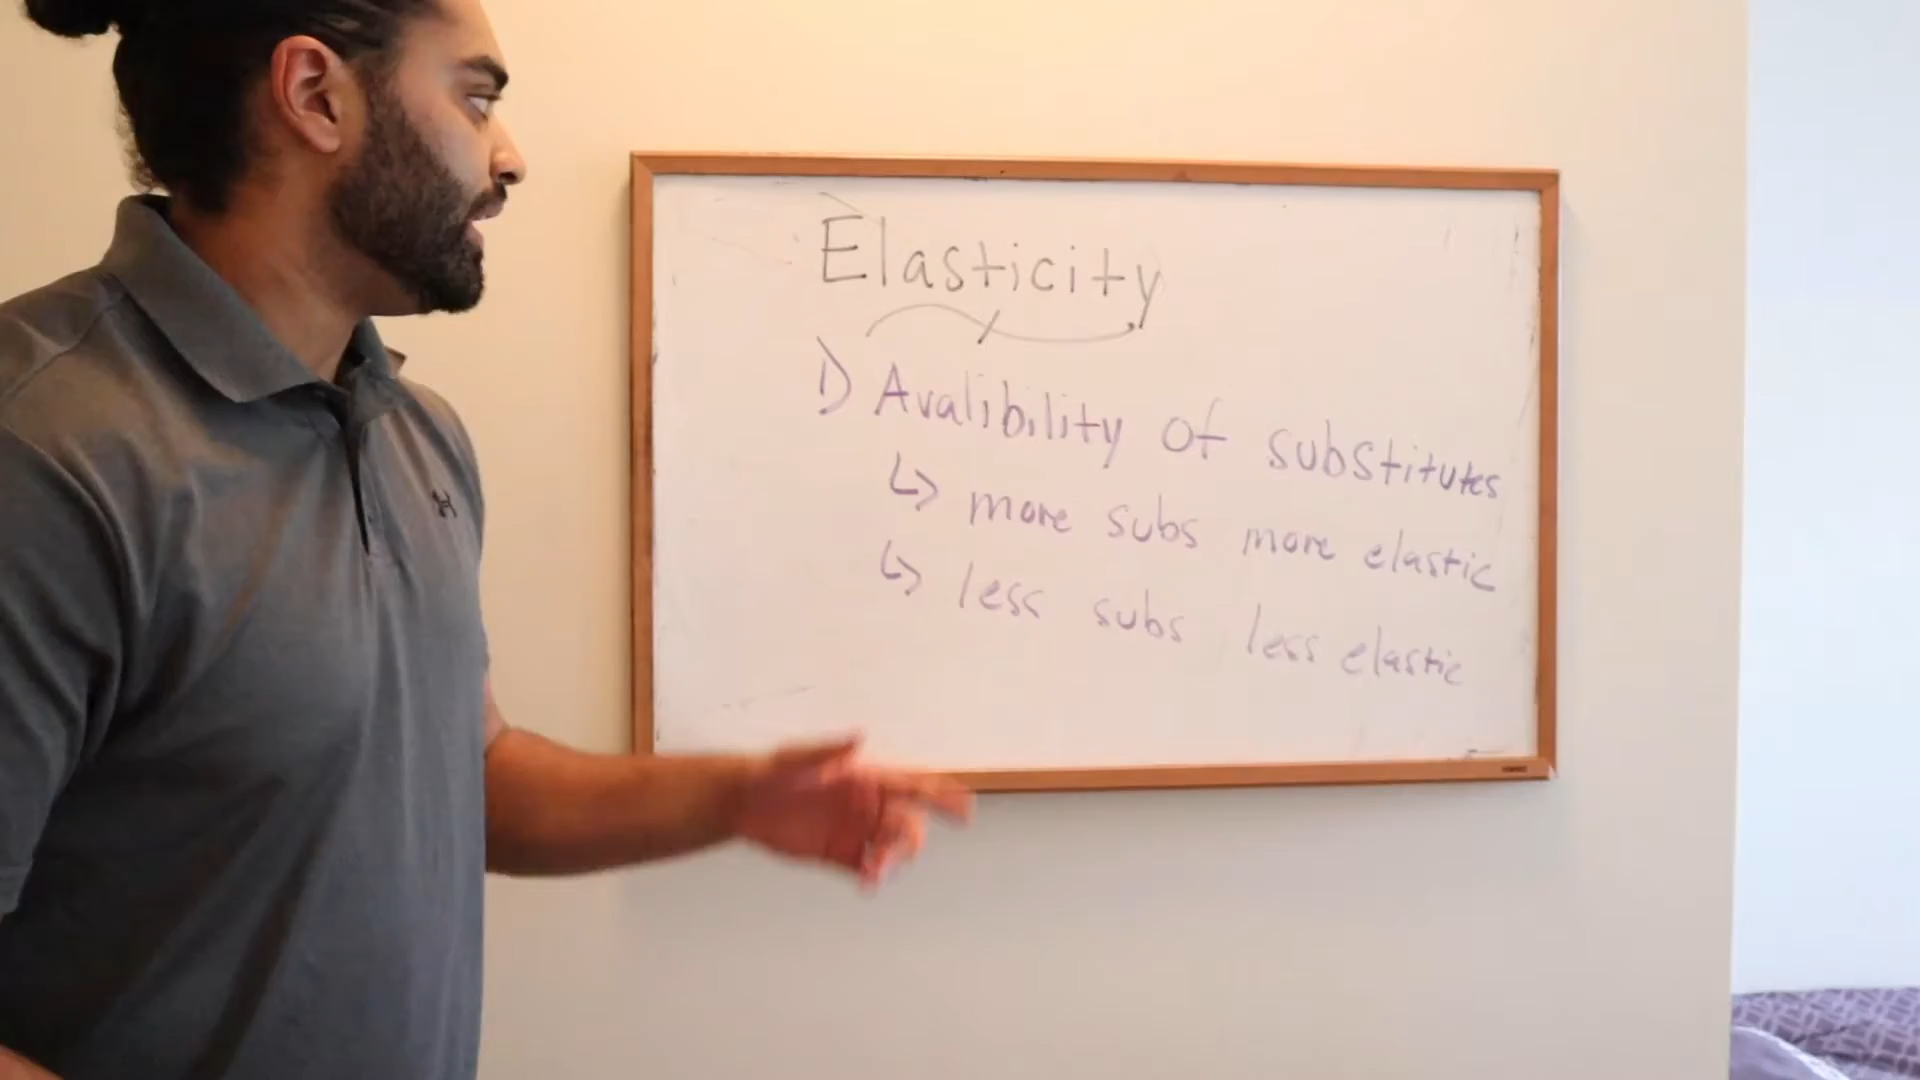 Elasticity
1) Avalibility of substitutes
↳ more subs more elastic
↳ less subs less elastic